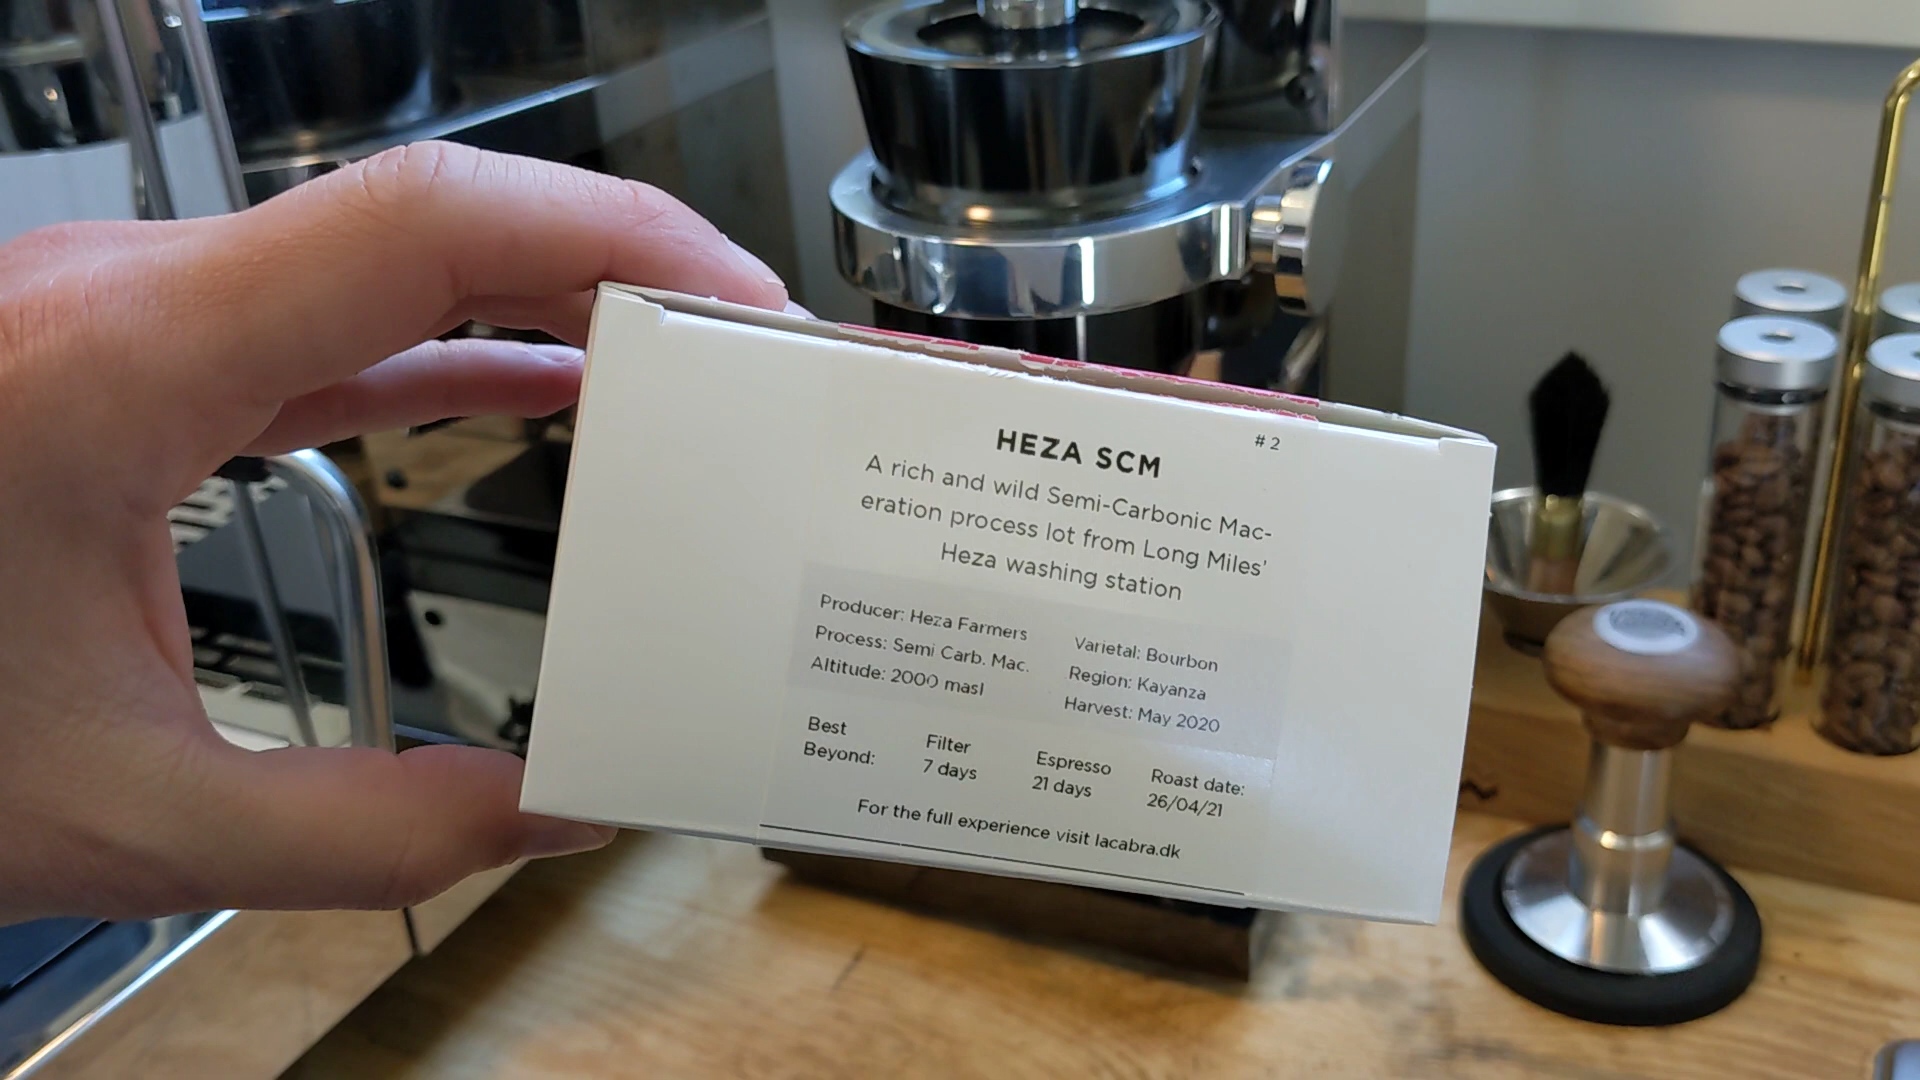 HEZA SCM
# 2
A rich and wild Semi-Carbonic Mac-
eration process lot from Long Miles'
Heza washing station
Producer: Heza Farmers
Process: Semi Carb. Mac.
Altitude: 2000 masl
Varietal: Bourbon
Region: Kayanza
Harvest: May 2020
Best
Beyond:
Filter
7 days
Espresso
21 days
Roast date:
26/04/21
For the full experience visit lacabra.dk